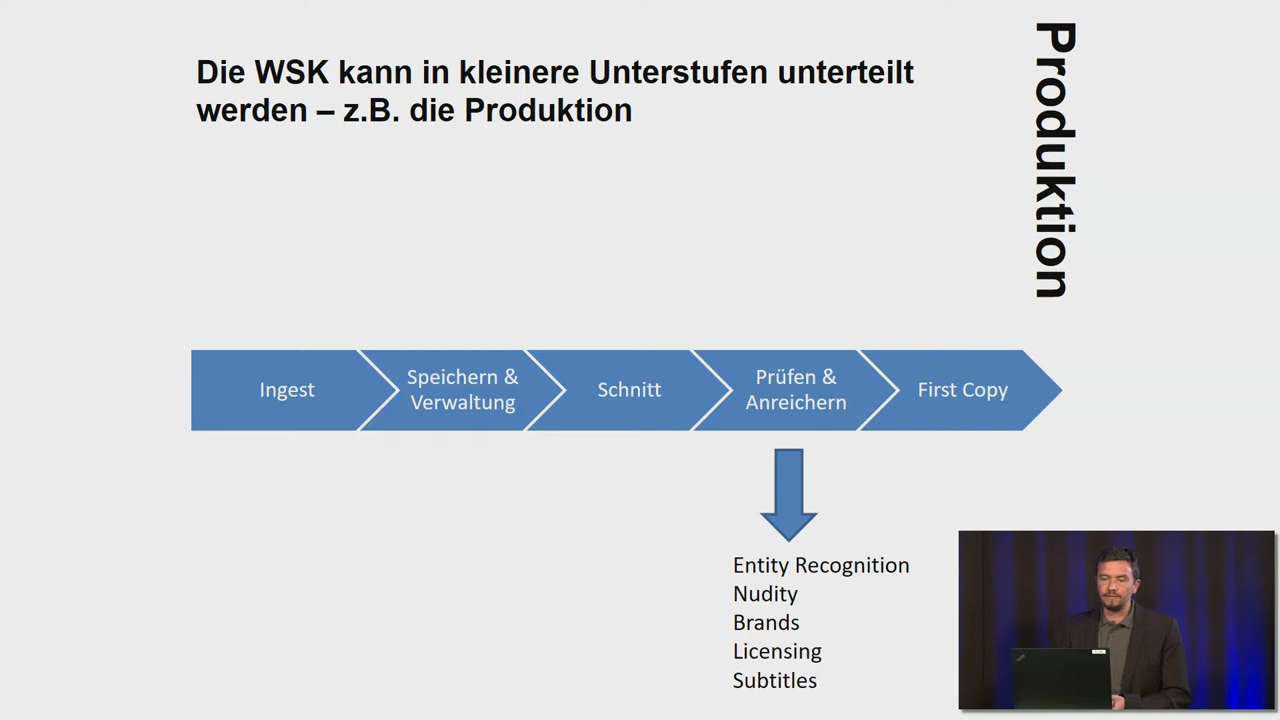 Die WSK kann in kleinere Unterstufen unterteilt
werden – z.B. die Produktion
Produktion
Ingest
Speichern &
Verwaltung
Schnitt
Prüfen &
Anreichern
First Copy
Entity Recognition
Nudity
Brands
Licensing
Subtitles